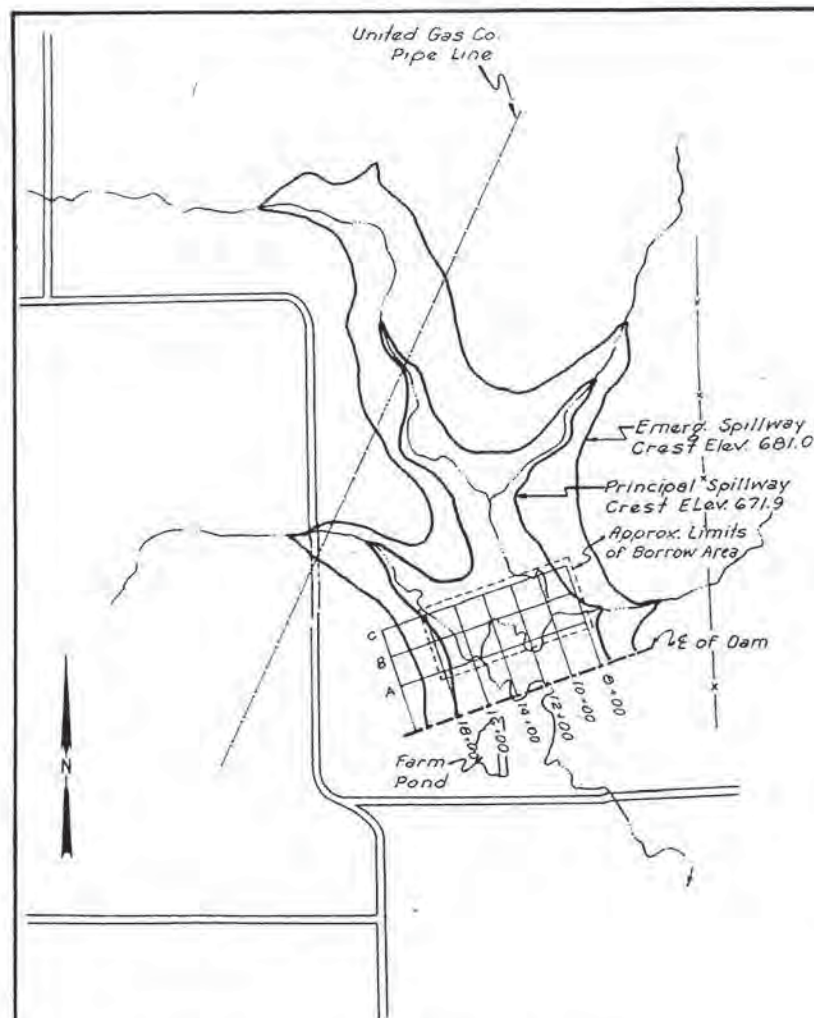 United Gas Co.
Pipe Line
Emerg. Spillway
Crest Elev. 681.0
Principal Spillway
Crest ELev. 671.9
Approx. Limits
of Borrow Area
℄ of Dam
C
B
A
18+00
16+00
14+00
12+00
10+00
8+00
Farm
Pond
N